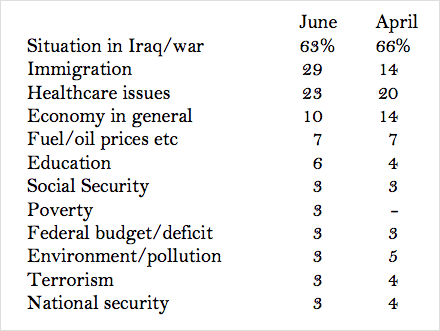 June April
Situation in Iraq/war 63% 66%
Immigration 29 14
Healthcare issues 23 20
Economy in general 10 14
Fuel/oil prices etc 7 7
Education 6 4
Social Security 3 3
Poverty 3 –
Federal budget/deficit 3 3
Environment/pollution 3 5
Terrorism 3 4
National security 3 4